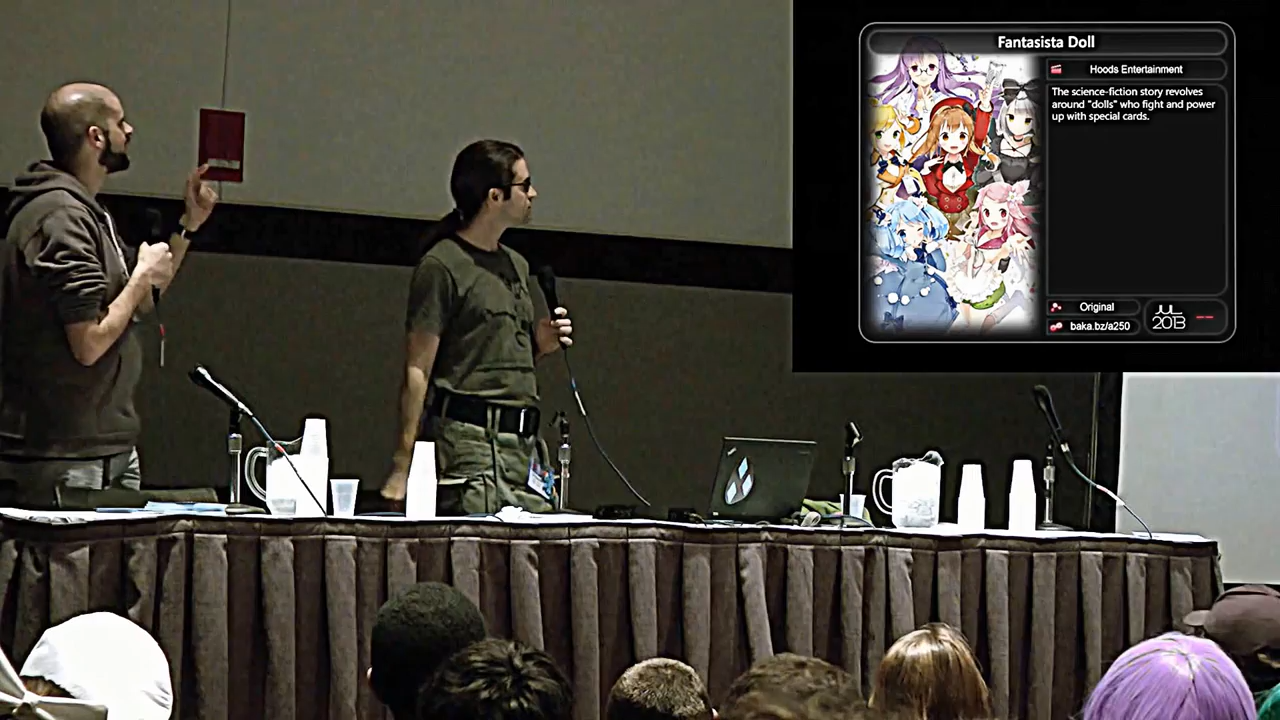 Fantasista Doll
Hoods Entertainment
The science-fiction story revolves
around "dolls" who fight and power
up with special cards.
Original
JUL
2013
--
baka.bz/a250